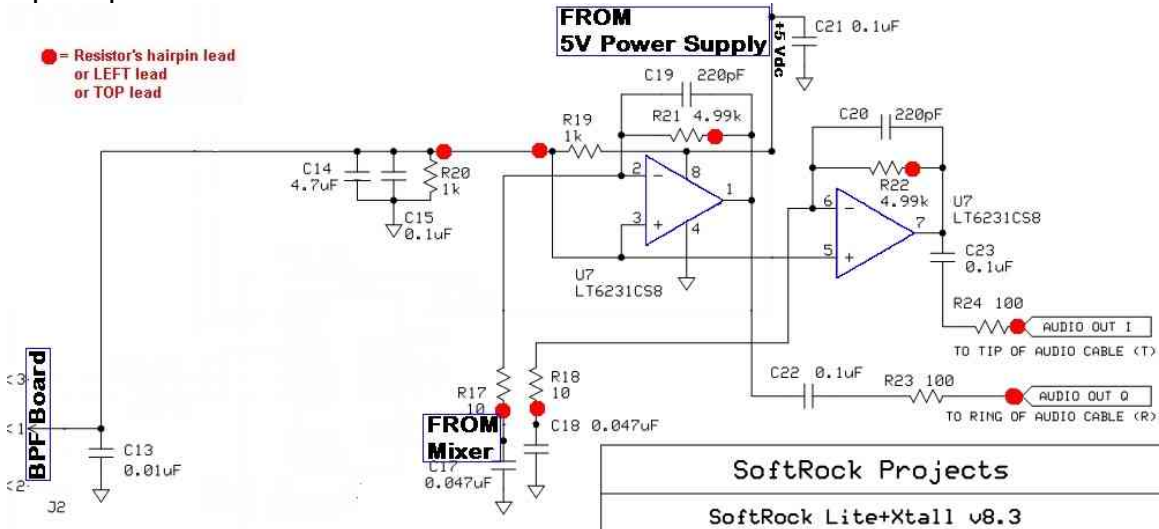 FROM
5V Power Supply
+5 Vdc
C21 0.1uF
= Resistor's hairpin lead
or LEFT lead
or TOP lead
C19 220pF
R21 4.99k
R19
1k
C20 220pF
R22
4.99k
C14
4.7uF
R20
1k
C15
0.1uF
2
3
8
4
1
6
5
7
U7
LT6231CS8
U7
LT6231CS8
C23
0.1uF
R24 100
AUDIO OUT I
TO TIP OF AUDIO CABLE (T)
R17
10
R18
10
C22 0.1uF
R23 100
AUDIO OUT Q
TO RING OF AUDIO CABLE (R)
FROM
Mixer
C18 0.047uF
C17
0.047uF
BPF Board
<3
<1
<2
J2
C13
0.01uF
SoftRock Projects
SoftRock Lite+Xtall v8.3